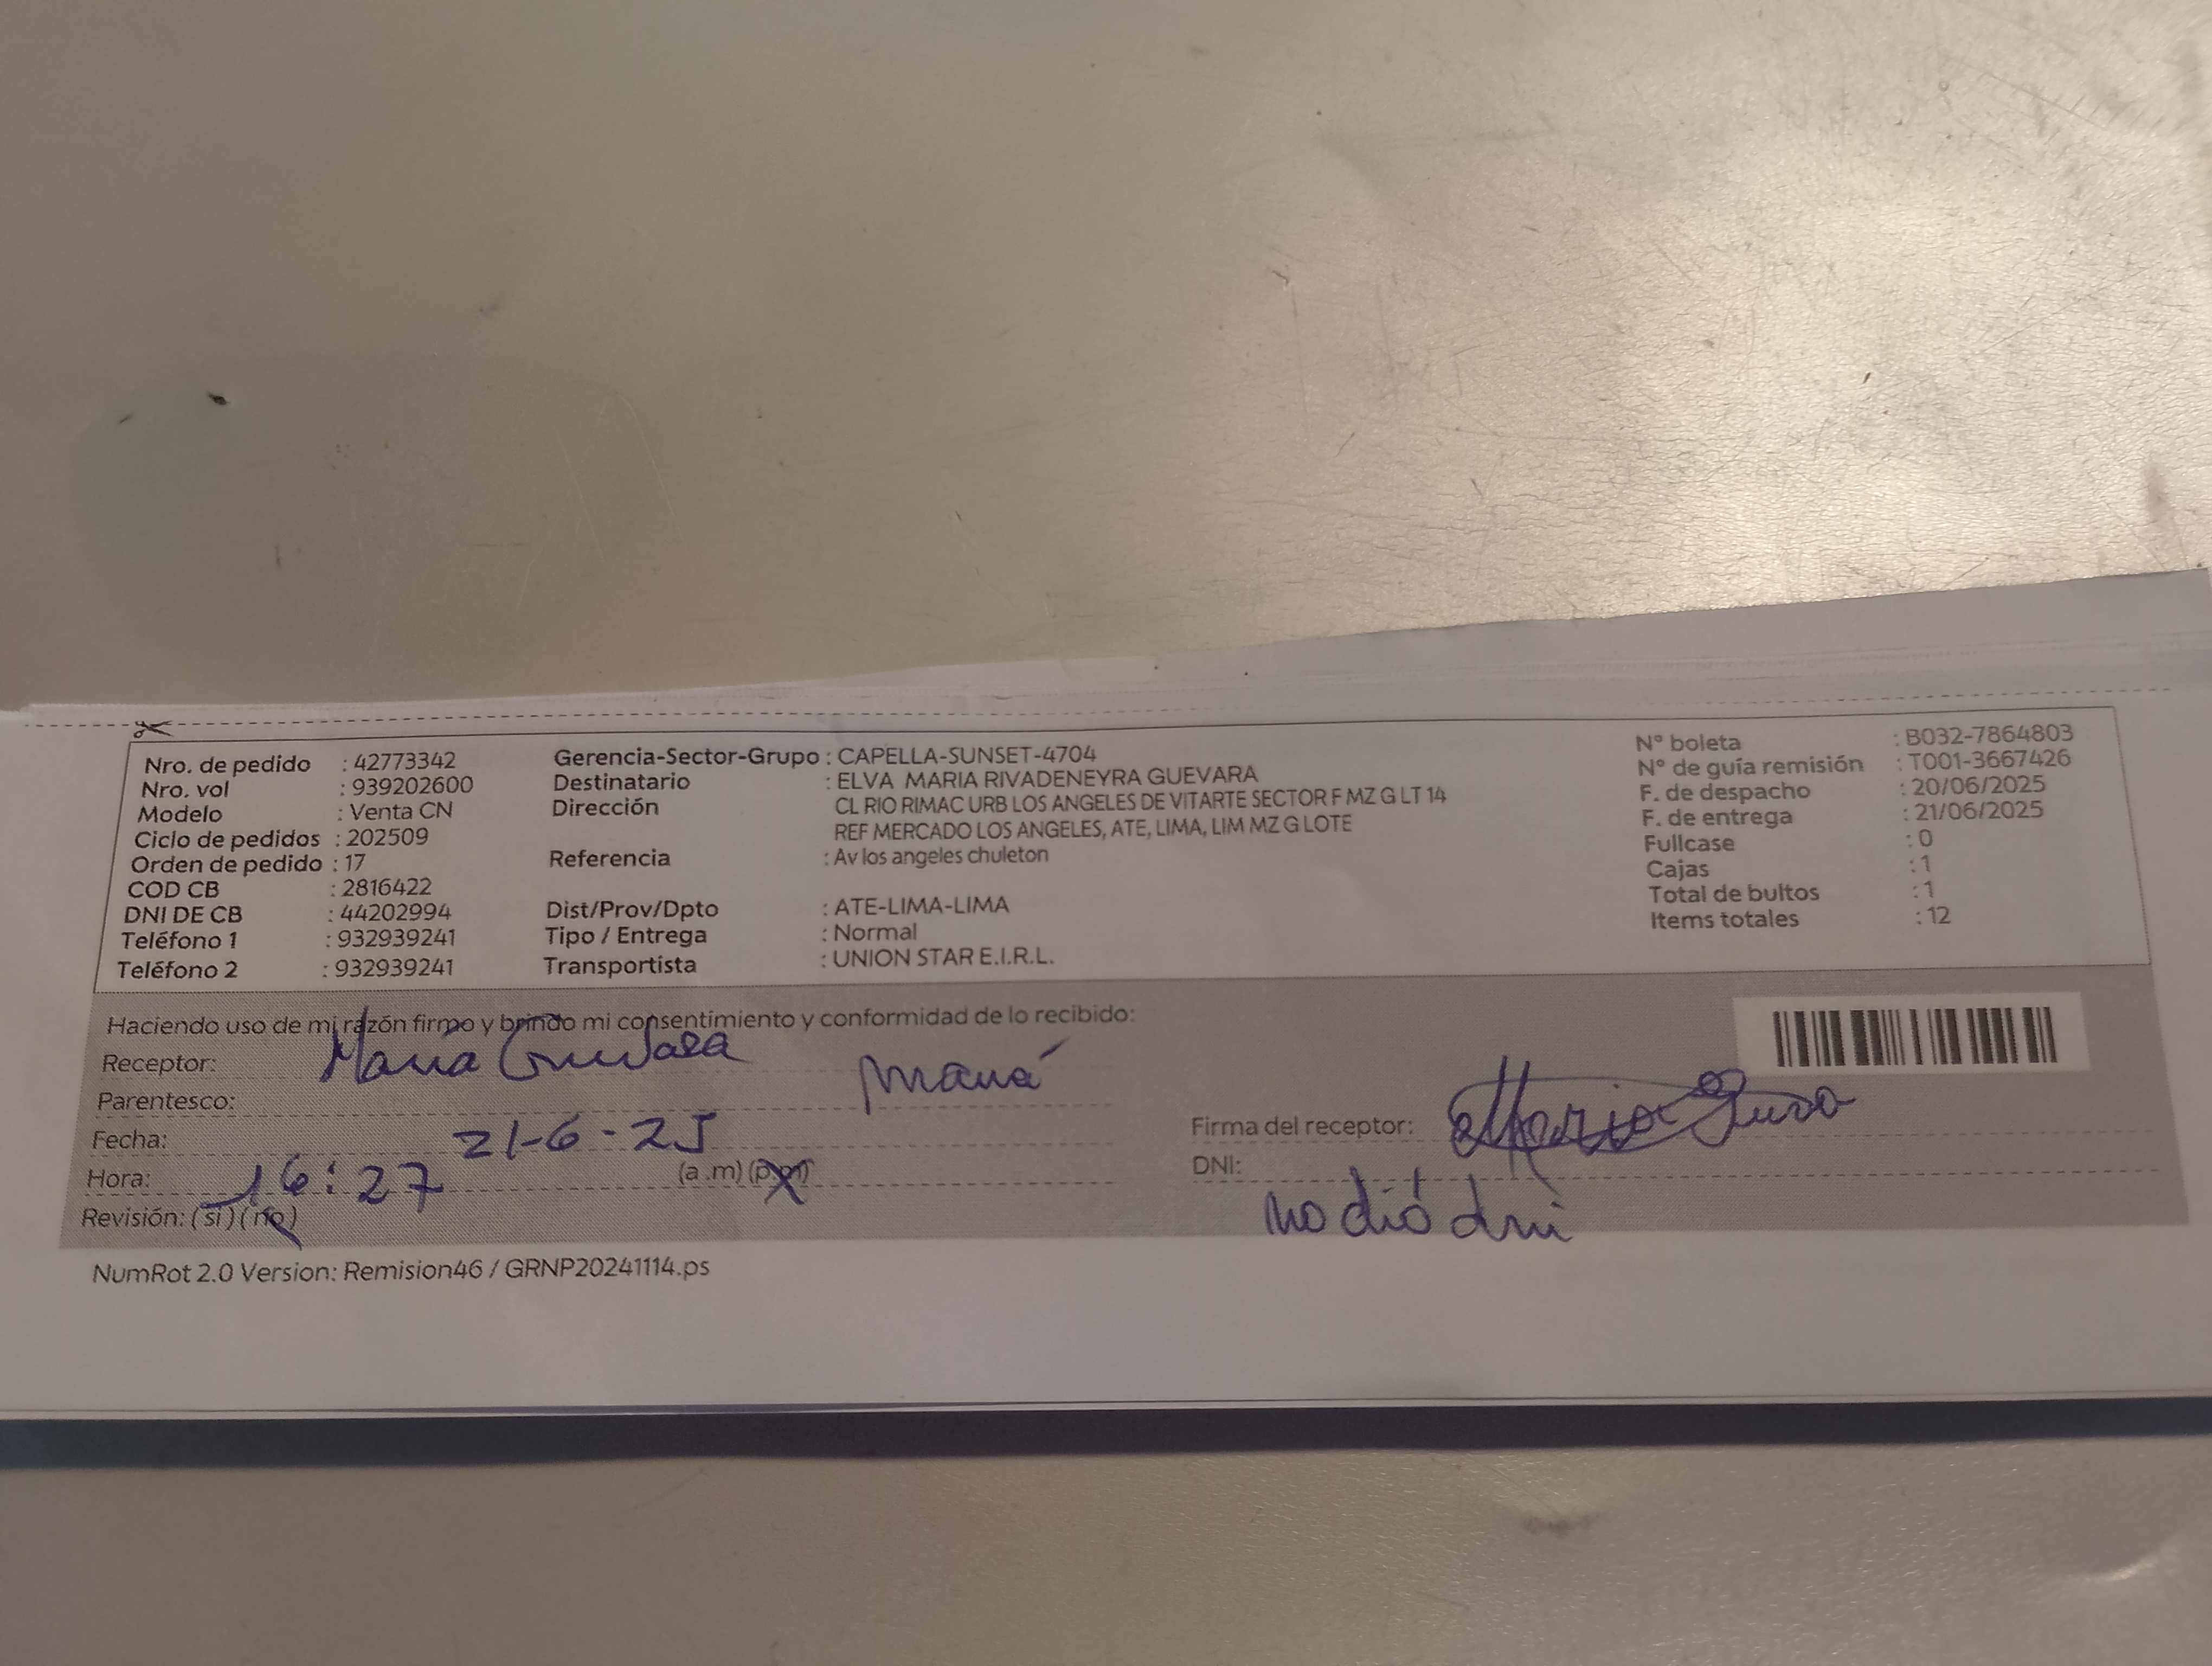 Nro. de pedido : 42773342
Nro. vol : 939202600
Modelo : Venta CN
Ciclo de pedidos : 202509
Orden de pedido : 17
COD CB : 2816422
DNI DE CB : 44202994
Teléfono 1 : 932939241
Teléfono 2 : 932939241
Gerencia-Sector-Grupo : CAPELLA-SUNSET-4704
Destinatario : ELVA MARIA RIVADENEYRA GUEVARA
Dirección CL RIO RIMAC URB LOS ANGELES DE VITARTE SECTOR F MZ G LT 14
REF MERCADO LOS ANGELES, ATE, LIMA, LIM MZ G LOTE
Referencia : Av los angeles chuleton
Dist/Prov/Dpto : ATE-LIMA-LIMA
Tipo / Entrega : Normal
Transportista : UNION STAR E.I.R.L.
N° boleta : B032-7864803
N° de guía remisión : T001-3667426
F. de despacho : 20/06/2025
F. de entrega : 21/06/2025
Fullcase : 0
Cajas : 1
Total de bultos : 1
Items totales : 12
Haciendo uso de mi razón firmo y brindo mi consentimiento y conformidad de lo recibido:
Receptor: Maria Guevara
Parentesco: mamá
Fecha: 21-6-25
Hora: 16:27 (a.m) (p.m)
Revisión: (si) (no)
Firma del receptor: Maria
DNI: no dió dni
NumRot 2.0 Version: Remision46 / GRNP20241114.ps